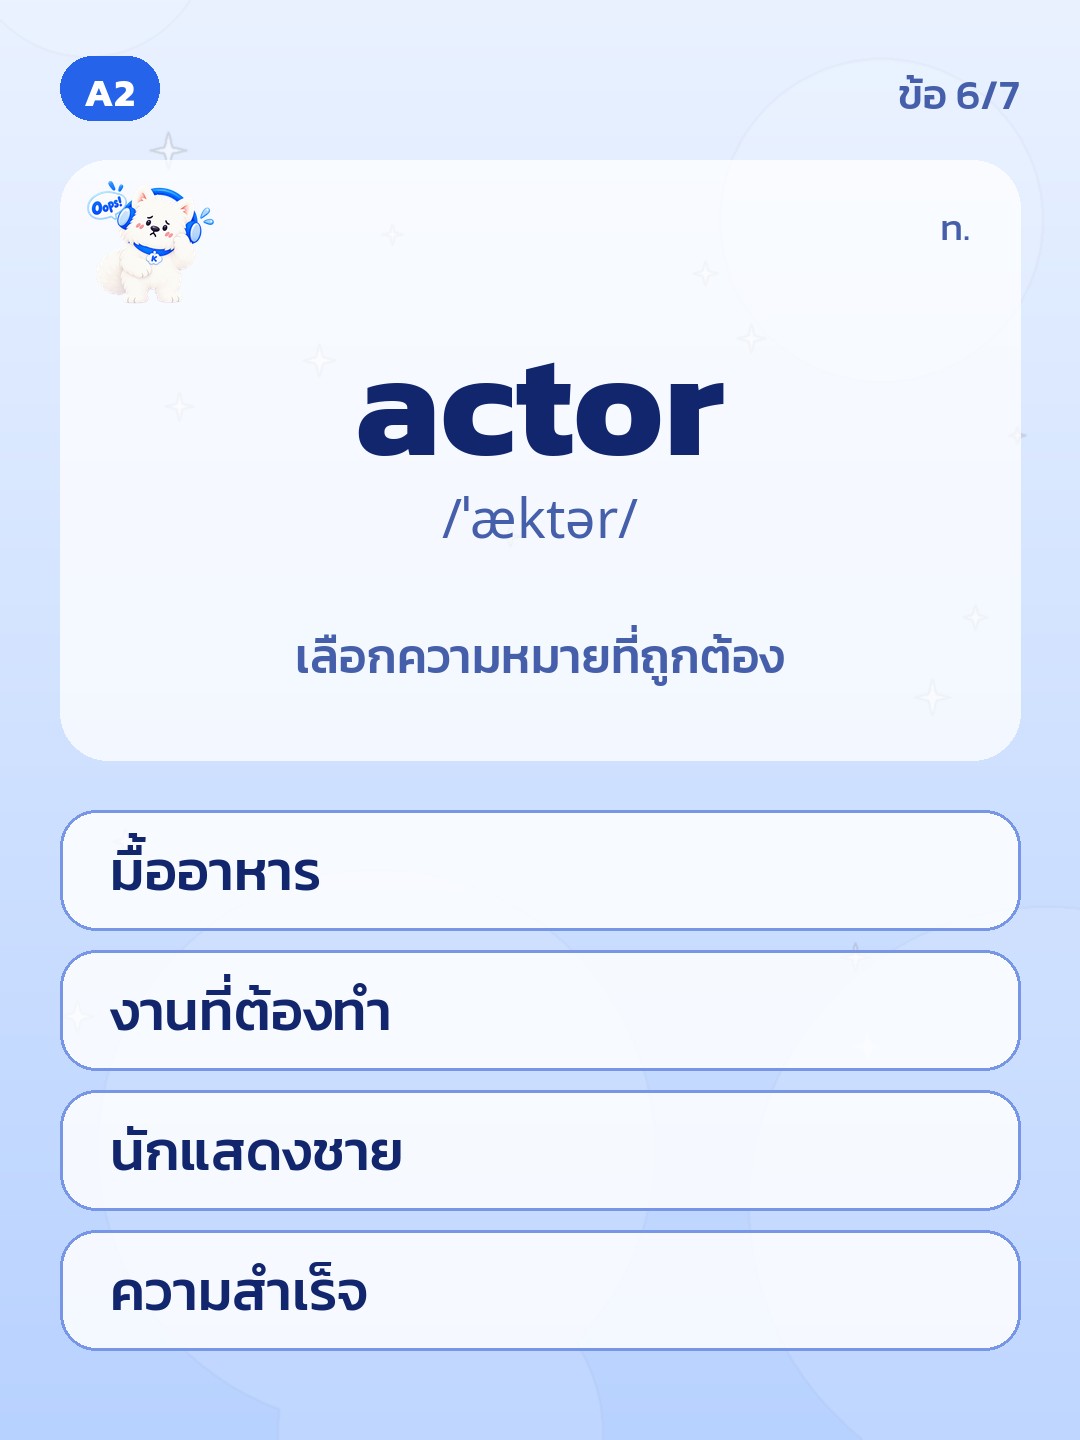 A2
ข้อ 6/7
Oops!
n.
K
actor
/ˈæktər/
เลือกความหมายที่ถูกต้อง
มื้ออาหาร
งานที่ต้องทำ
นักแสดงชาย
ความสำเร็จ